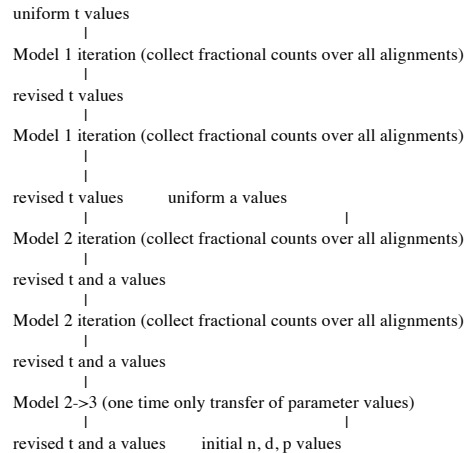 uniform t values
|
Model 1 iteration (collect fractional counts over all alignments)
|
revised t values
|
Model 1 iteration (collect fractional counts over all alignments)
|
|
revised t values uniform a values
| |
Model 2 iteration (collect fractional counts over all alignments)
|
revised t and a values
|
Model 2 iteration (collect fractional counts over all alignments)
|
revised t and a values
|
Model 2->3 (one time only transfer of parameter values)
| |
revised t and a values initial n, d, p values